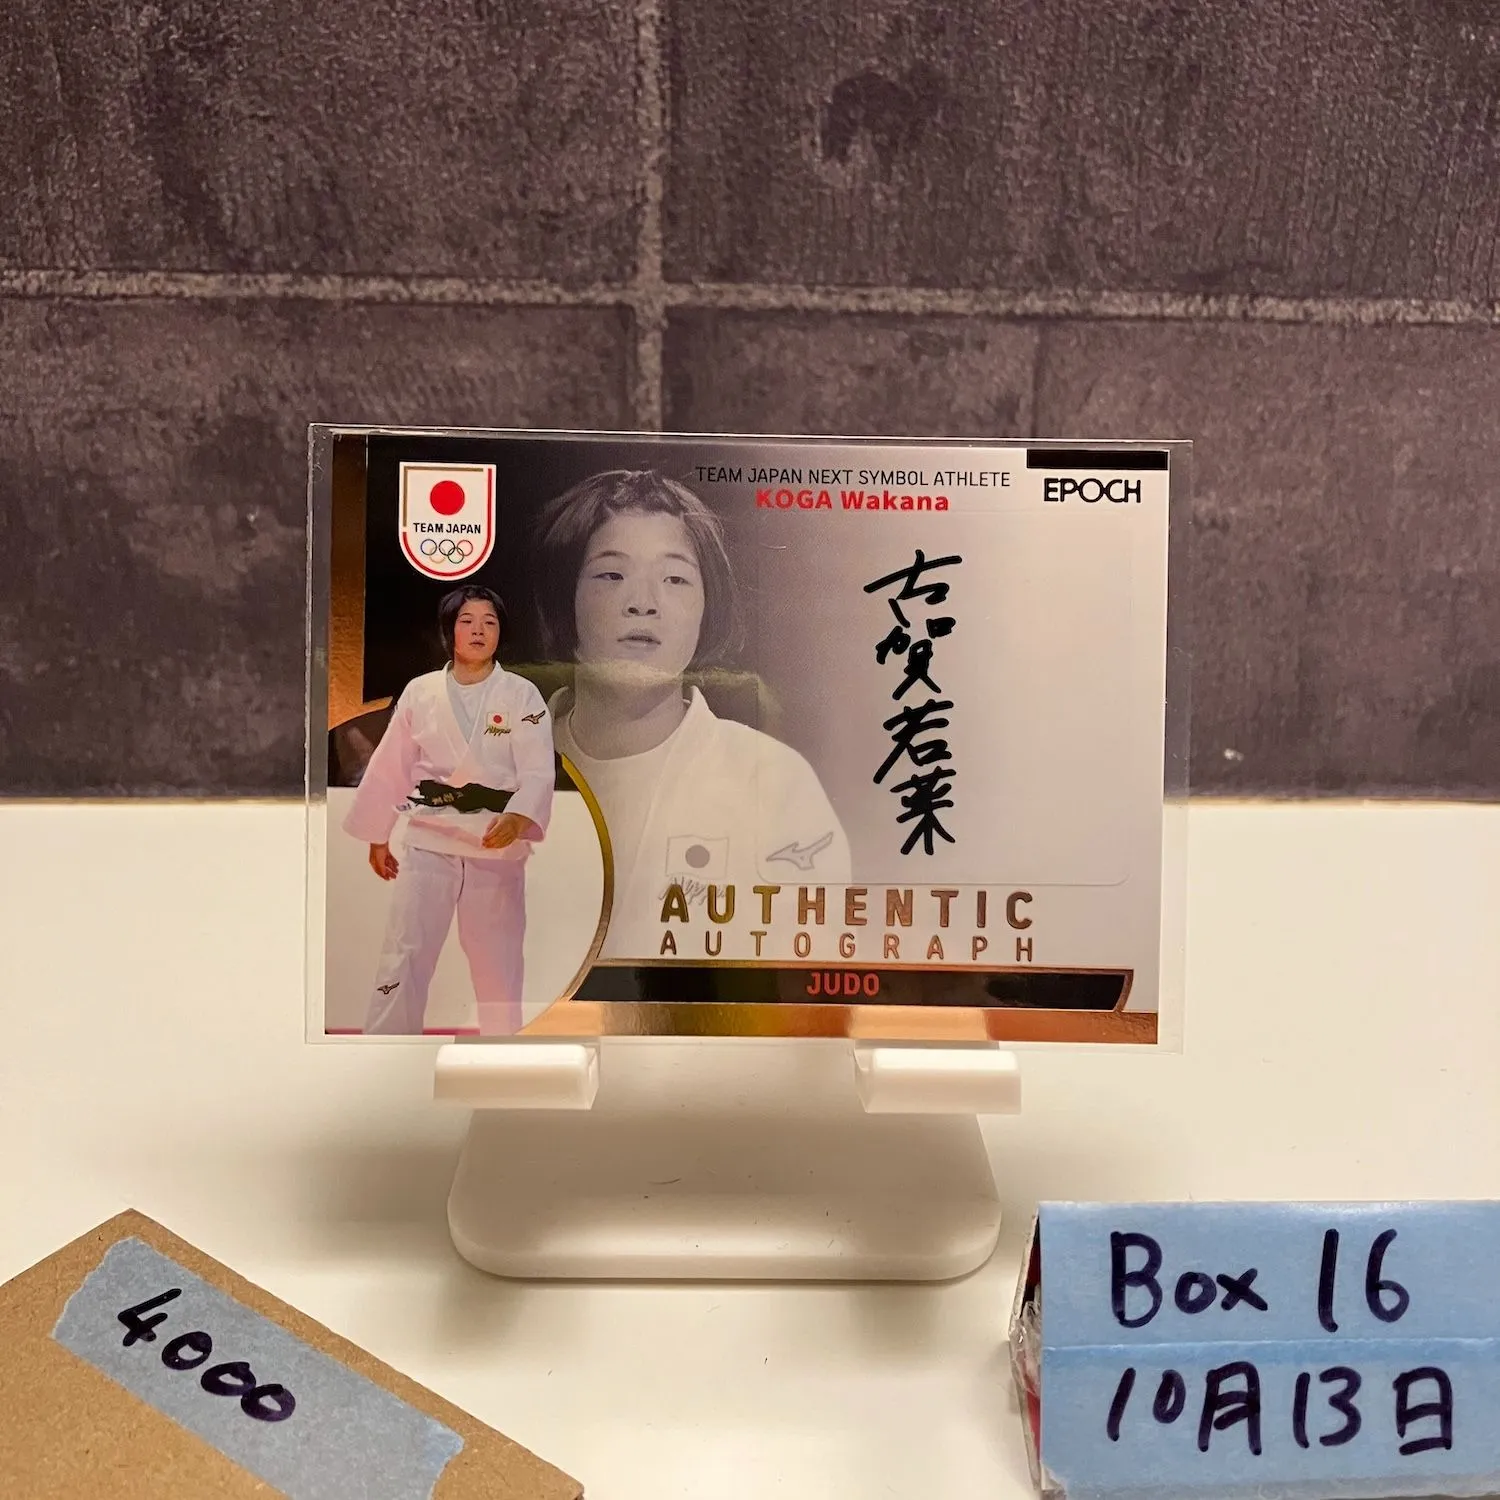 TEAM JAPAN NEXT SYMBOL ATHLETE
KOGA Wakana
EPOCH
TEAM JAPAN
古賀若菜
Nippon
AUTHENTIC
AUTOGRAPH
JUDO
4000
Box 16
10月13日